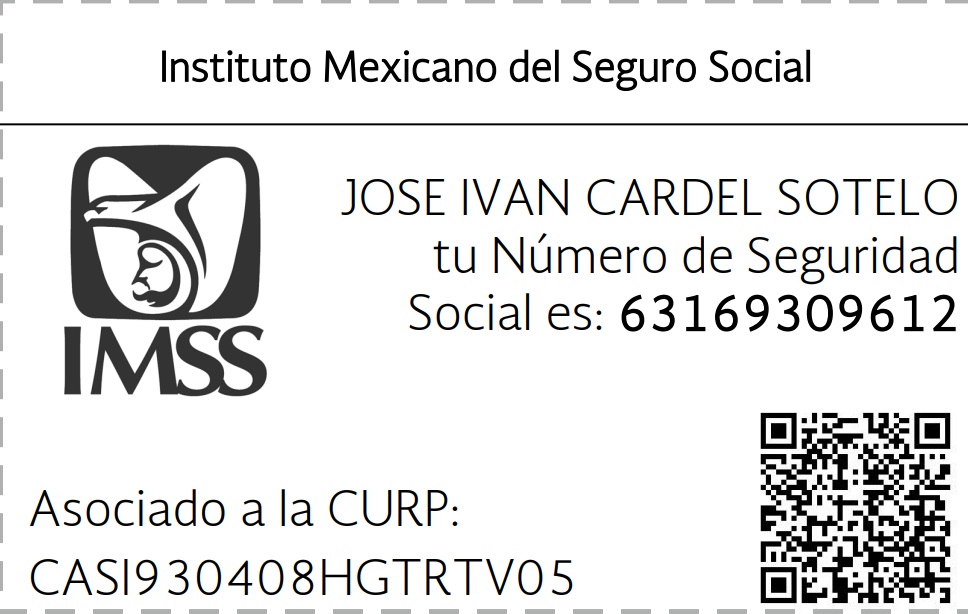 Instituto Mexicano del Seguro Social
IMSS
JOSE IVAN CARDEL SOTELO
tu Número de Seguridad
Social es: 63169309612
Asociado a la CURP:
CASI930408HGTRTV05